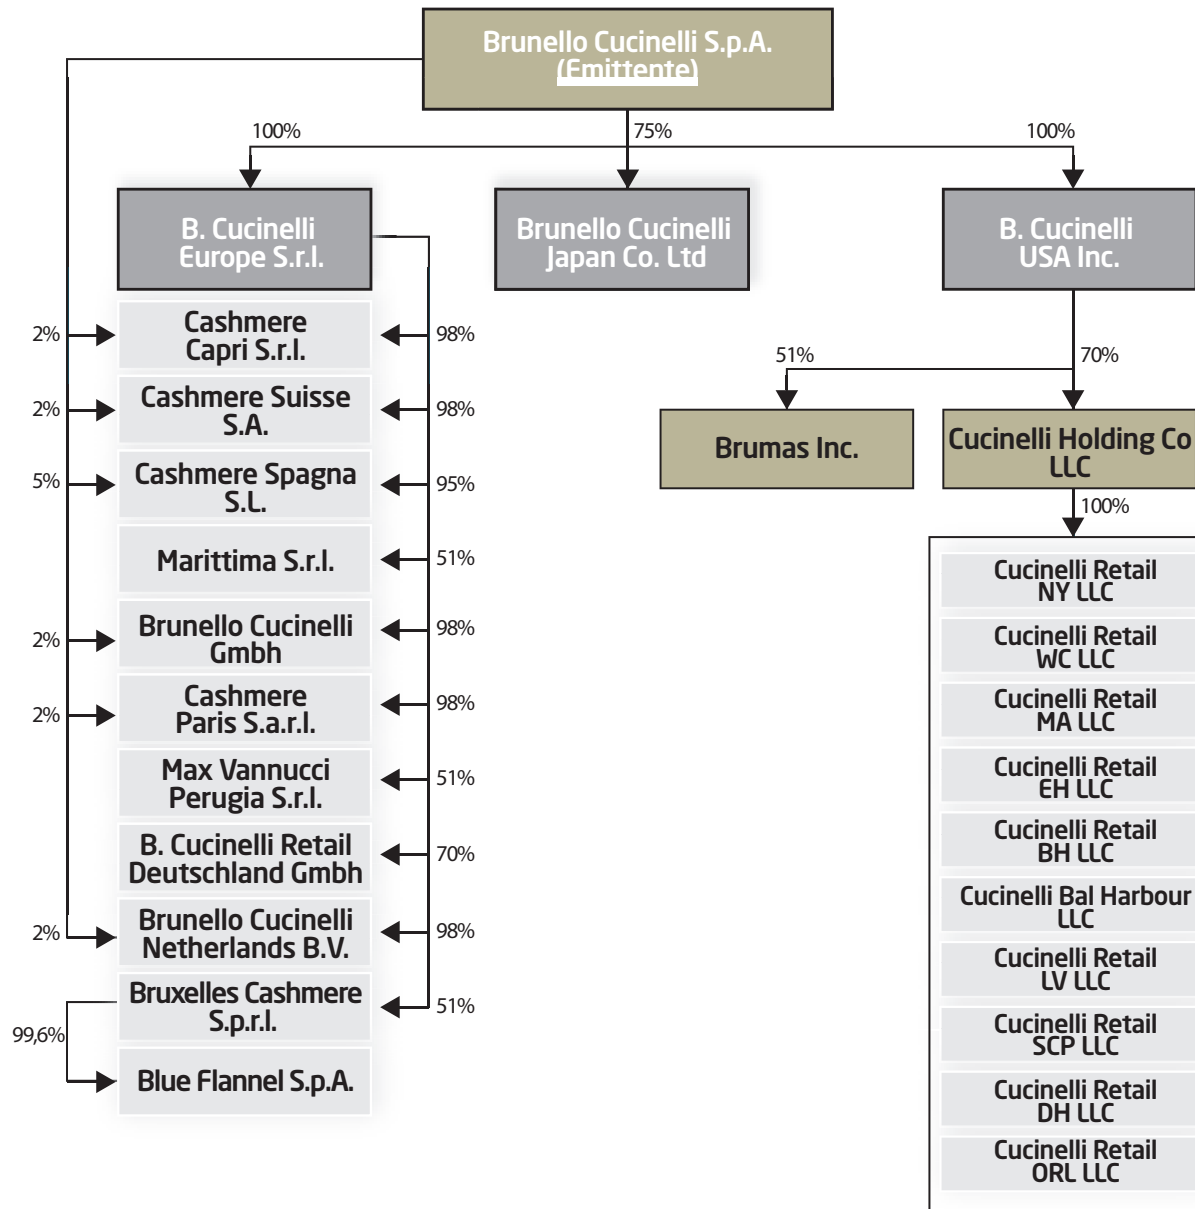 Brunello Cucinelli S.p.A.
(Emittente)
100%
75%
100%
B. Cucinelli
Europe S.r.l.
Brunello Cucinelli
Japan Co. Ltd
B. Cucinelli
USA Inc.
2%
Cashmere
Capri S.r.l.
98%
2%
Cashmere Suisse
S.A.
98%
5%
Cashmere Spagna
S.L.
95%
Marittima S.r.l.
51%
2%
Brunello Cucinelli
Gmbh
98%
2%
Cashmere
Paris S.a.r.l.
98%
Max Vannucci
Perugia S.r.l.
51%
B. Cucinelli Retail
Deutschland Gmbh
70%
2%
Brunello Cucinelli
Netherlands B.V.
98%
Bruxelles Cashmere
S.p.r.l.
51%
99,6%
Blue Flannel S.p.A.
51%
70%
Brumas Inc.
Cucinelli Holding Co
LLC
100%
Cucinelli Retail
NY LLC
Cucinelli Retail
WC LLC
Cucinelli Retail
MA LLC
Cucinelli Retail
EH LLC
Cucinelli Retail
BH LLC
Cucinelli Bal Harbour
LLC
Cucinelli Retail
LV LLC
Cucinelli Retail
SCP LLC
Cucinelli Retail
DH LLC
Cucinelli Retail
ORL LLC